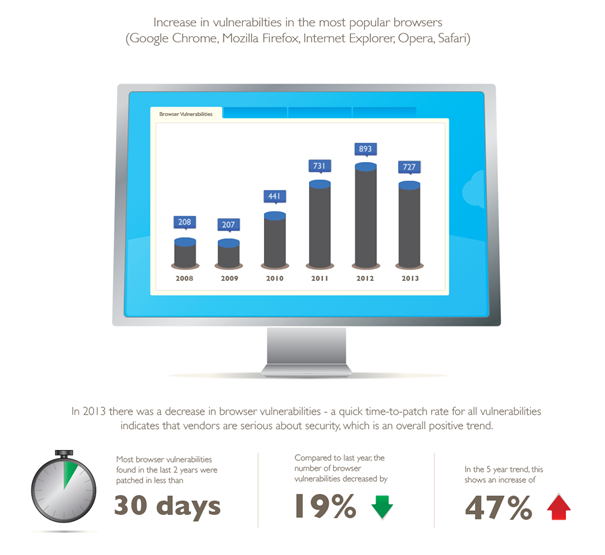 Increase in vulnerabilties in the most popular browsers
(Google Chrome, Mozilla Firefox, Internet Explorer, Opera, Safari)
Browser Vulnerabilities
893
731
727
441
208
207
2008
2009
2010
2011
2012
2013
In 2013 there was a decrease in browser vulnerabilities - a quick time-to-patch rate for all vulnerabilities
indicates that vendors are serious about security, which is an overall positive trend.
Most browser vulnerabilities
found in the last 2 years were
patched in less than
30 days
Compared to last year, the
number of browser
vulnerabilities decreased by
19%
In the 5 year trend, this
shows an increase of
47%